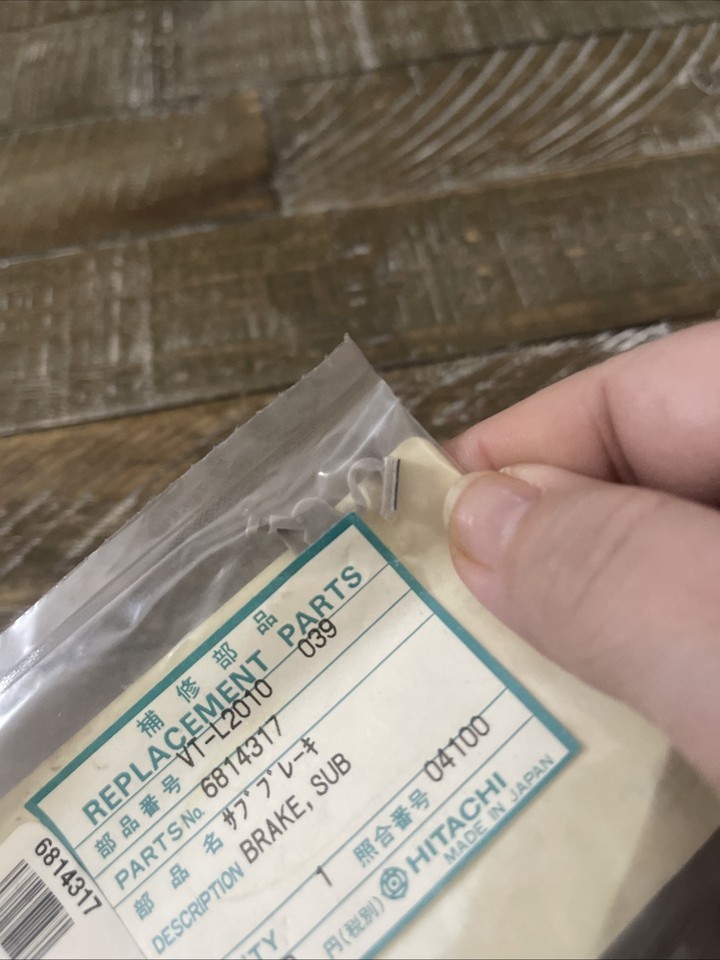 補修部品
REPLACEMENT PARTS
VT-L2010 039
部品番号
PARTS No. 6814317
部品名 サブブレーキ
DESCRIPTION BRAKE, SUB
1 照合番号 04100
円(税別) HITACHI
MADE IN JAPAN
6814317